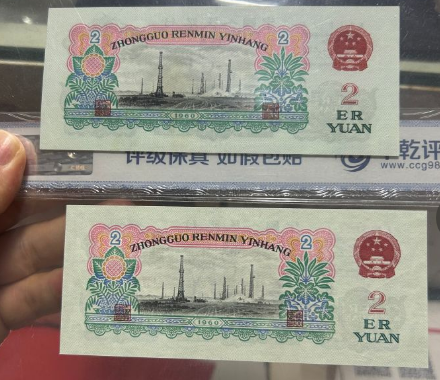 2 2
ZHONGGUO RENMIN YINHANG
1960
2
ER
YUAN
评级保真 如假包赔
乾评
www.ccg98
2 2
ZHONGGUO RENMIN YINHANG
1960
2
ER
YUAN